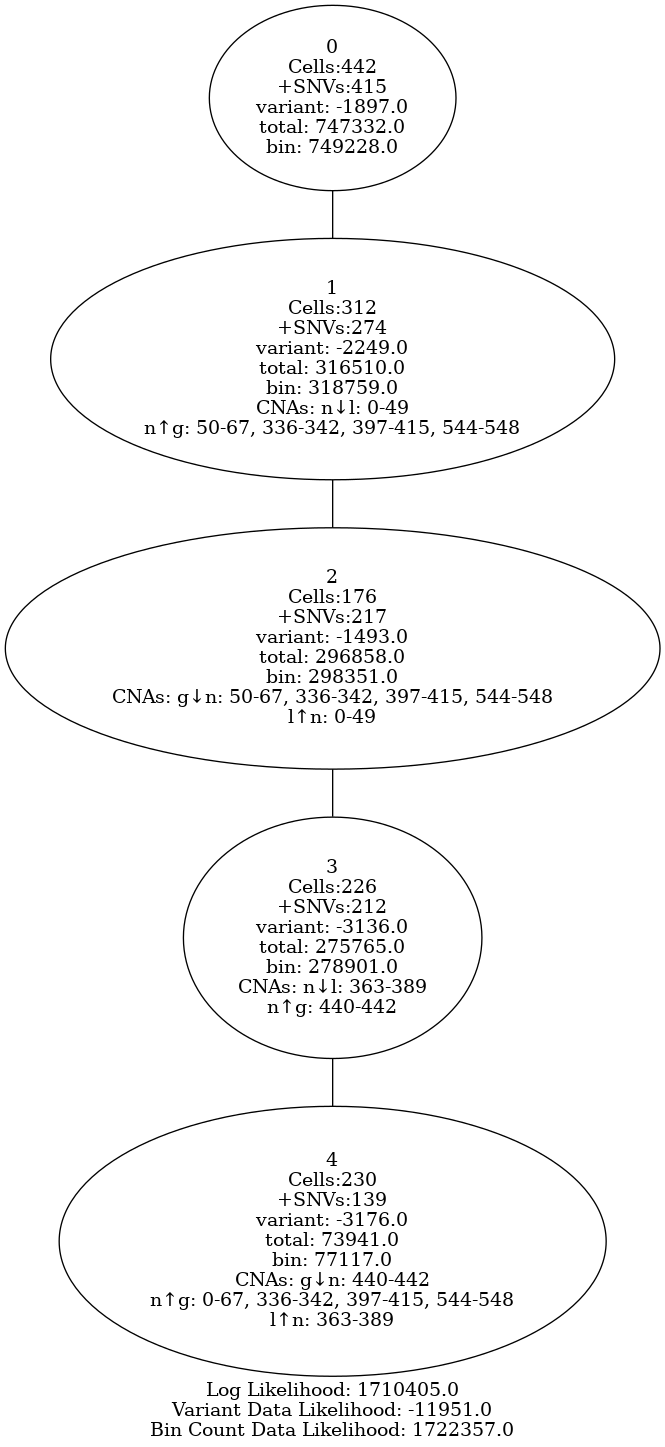 0
Cells:442
+SNVs:415
variant: -1897.0
total: 747332.0
bin: 749228.0
1
Cells:312
+SNVs:274
variant: -2249.0
total: 316510.0
bin: 318759.0
CNAs: n↓l: 0-49
n↑g: 50-67, 336-342, 397-415, 544-548
2
Cells:176
+SNVs:217
variant: -1493.0
total: 296858.0
bin: 298351.0
CNAs: g↓n: 50-67, 336-342, 397-415, 544-548
l↑n: 0-49
3
Cells:226
+SNVs:212
variant: -3136.0
total: 275765.0
bin: 278901.0
CNAs: n↓l: 363-389
n↑g: 440-442
4
Cells:230
+SNVs:139
variant: -3176.0
total: 73941.0
bin: 77117.0
CNAs: g↓n: 440-442
n↑g: 0-67, 336-342, 397-415, 544-548
l↑n: 363-389
Log Likelihood: 1710405.0
Variant Data Likelihood: -11951.0
Bin Count Data Likelihood: 1722357.0